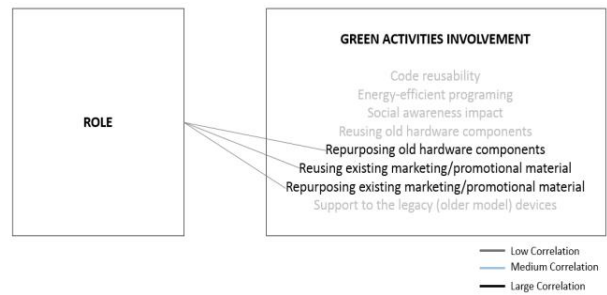 ROLE
GREEN ACTIVITIES INVOLVEMENT
Code reusability
Energy-efficient programing
Social awareness impact
Reusing old hardware components
Repurposing old hardware components
Reusing existing marketing/promotional material
Repurposing existing marketing/promotional material
Support to the legacy (older model) devices
Low Correlation
Medium Correlation
Large Correlation